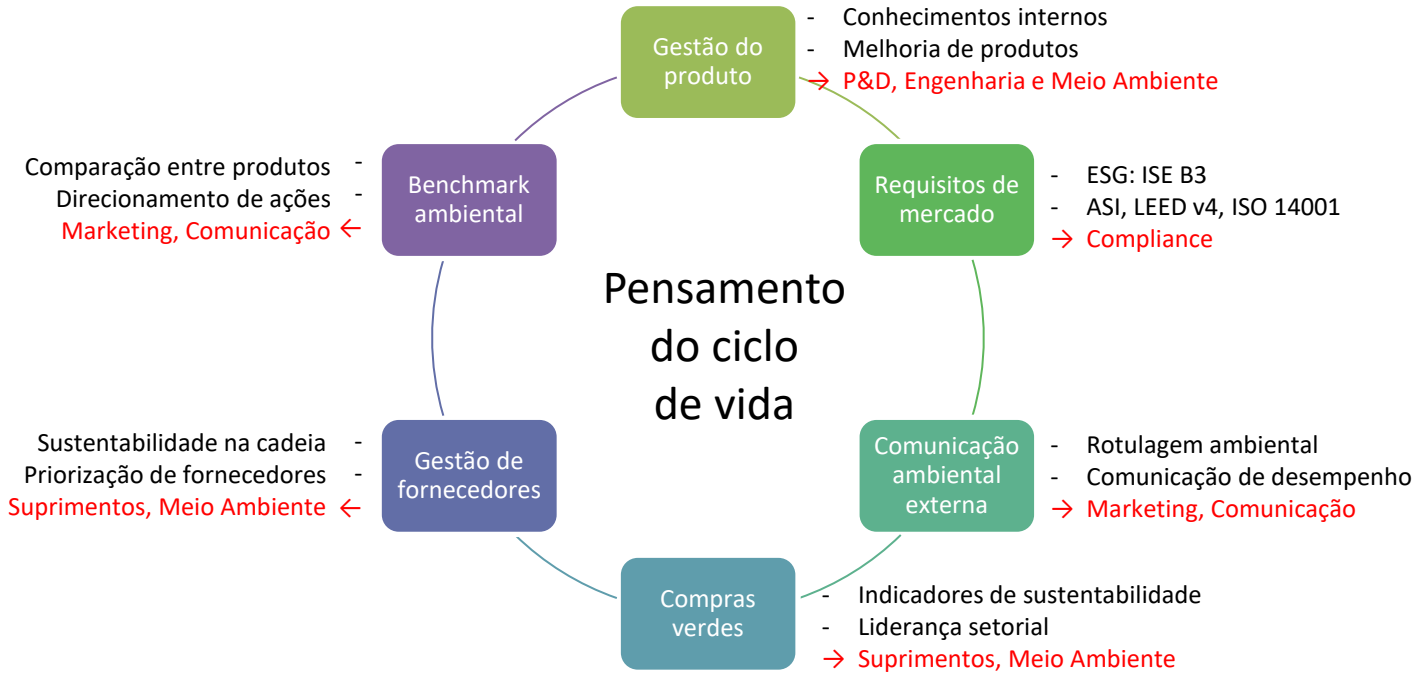 Gestão do
produto
- Conhecimentos internos
- Melhoria de produtos
→ P&D, Engenharia e Meio Ambiente
Requisitos de
mercado
- ESG: ISE B3
- ASI, LEED v4, ISO 14001
→ Compliance
Comunicação
ambiental
externa
- Rotulagem ambiental
- Comunicação de desempenho
→ Marketing, Comunicação
Compras
verdes
- Indicadores de sustentabilidade
- Liderança setorial
→ Suprimentos, Meio Ambiente
Gestão de
fornecedores
Sustentabilidade na cadeia -
Priorização de fornecedores -
Suprimentos, Meio Ambiente ←
Benchmark
ambiental
Comparação entre produtos -
Direcionamento de ações -
Marketing, Comunicação ←
Pensamento
do ciclo
de vida